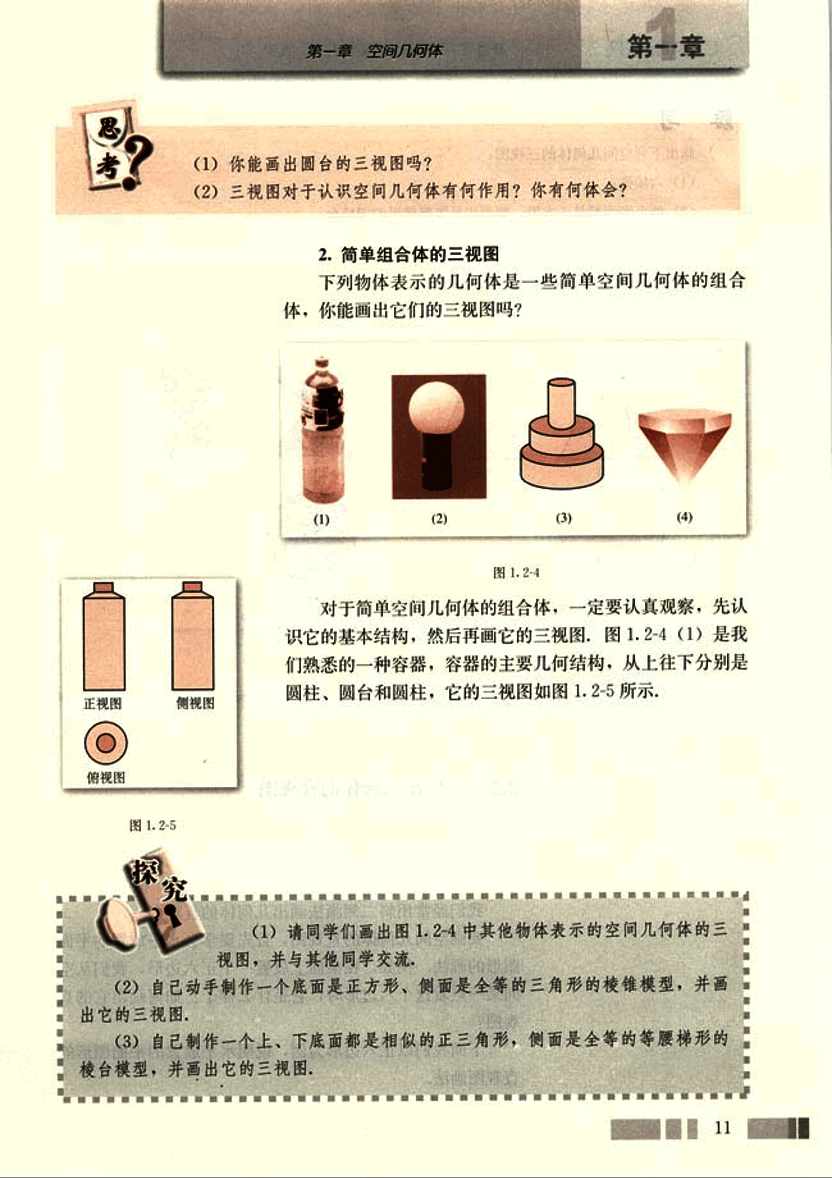 第一章 空间几何体
第一章
1
思考
?
(1) 你能画出圆台的三视图吗?
(2) 三视图对于认识空间几何体有何作用? 你有何体会?
2. 简单组合体的三视图
下列物体表示的几何体是一些简单空间几何体的组合
体,你能画出它们的三视图吗?
(1)
(2)
(3)
(4)
图 1.2-4
对于简单空间几何体的组合体,一定要认真观察,先认
识它的基本结构,然后再画它的三视图. 图 1.2-4 (1) 是我
们熟悉的一种容器,容器的主要几何结构,从上往下分别是
圆柱、圆台和圆柱,它的三视图如图 1.2-5 所示.
正视图
侧视图
俯视图
图 1.2-5
探究
(1) 请同学们画出图 1.2-4 中其他物体表示的空间几何体的三
视图,并与其他同学交流.
(2) 自己动手制作一个底面是正方形、侧面是全等的三角形的棱锥模型,并画
出它的三视图.
(3) 自己制作一个上、下底面都是相似的正三角形,侧面是全等的等腰梯形的
棱台模型,并画出它的三视图.
11